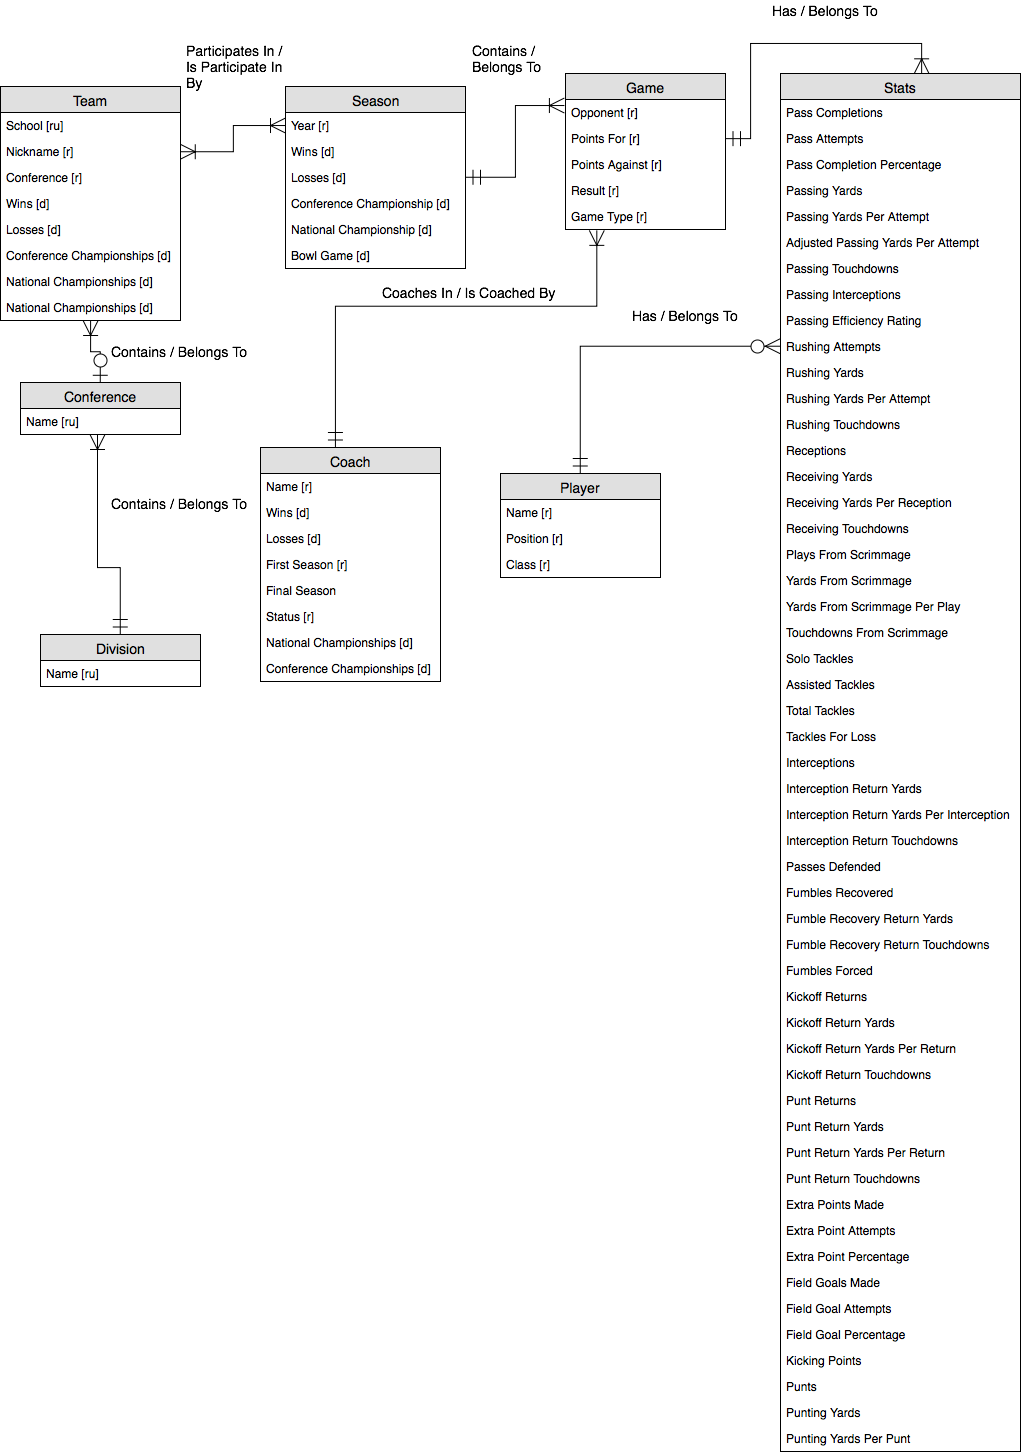 Has / Belongs To
Participates In /
Is Participate In
By
Contains /
Belongs To
Team
School [ru]
Nickname [r]
Conference [r]
Wins [d]
Losses [d]
Conference Championships [d]
National Championships [d]
National Championships [d]
Season
Year [r]
Wins [d]
Losses [d]
Conference Championship [d]
National Championship [d]
Bowl Game [d]
Game
Opponent [r]
Points For [r]
Points Against [r]
Result [r]
Game Type [r]
Coaches In / Is Coached By
Has / Belongs To
Contains / Belongs To
Conference
Name [ru]
Contains / Belongs To
Division
Name [ru]
Coach
Name [r]
Wins [d]
Losses [d]
First Season [r]
Final Season
Status [r]
National Championships [d]
Conference Championships [d]
Player
Name [r]
Position [r]
Class [r]
Stats
Pass Completions
Pass Attempts
Pass Completion Percentage
Passing Yards
Passing Yards Per Attempt
Adjusted Passing Yards Per Attempt
Passing Touchdowns
Passing Interceptions
Passing Efficiency Rating
Rushing Attempts
Rushing Yards
Rushing Yards Per Attempt
Rushing Touchdowns
Receptions
Receiving Yards
Receiving Yards Per Reception
Receiving Touchdowns
Plays From Scrimmage
Yards From Scrimmage
Yards From Scrimmage Per Play
Touchdowns From Scrimmage
Solo Tackles
Assisted Tackles
Total Tackles
Tackles For Loss
Interceptions
Interception Return Yards
Interception Return Yards Per Interception
Interception Return Touchdowns
Passes Defended
Fumbles Recovered
Fumble Recovery Return Yards
Fumble Recovery Return Touchdowns
Fumbles Forced
Kickoff Returns
Kickoff Return Yards
Kickoff Return Yards Per Return
Kickoff Return Touchdowns
Punt Returns
Punt Return Yards
Punt Return Yards Per Return
Punt Return Touchdowns
Extra Points Made
Extra Point Attempts
Extra Point Percentage
Field Goals Made
Field Goal Attempts
Field Goal Percentage
Kicking Points
Punts
Punting Yards
Punting Yards Per Punt